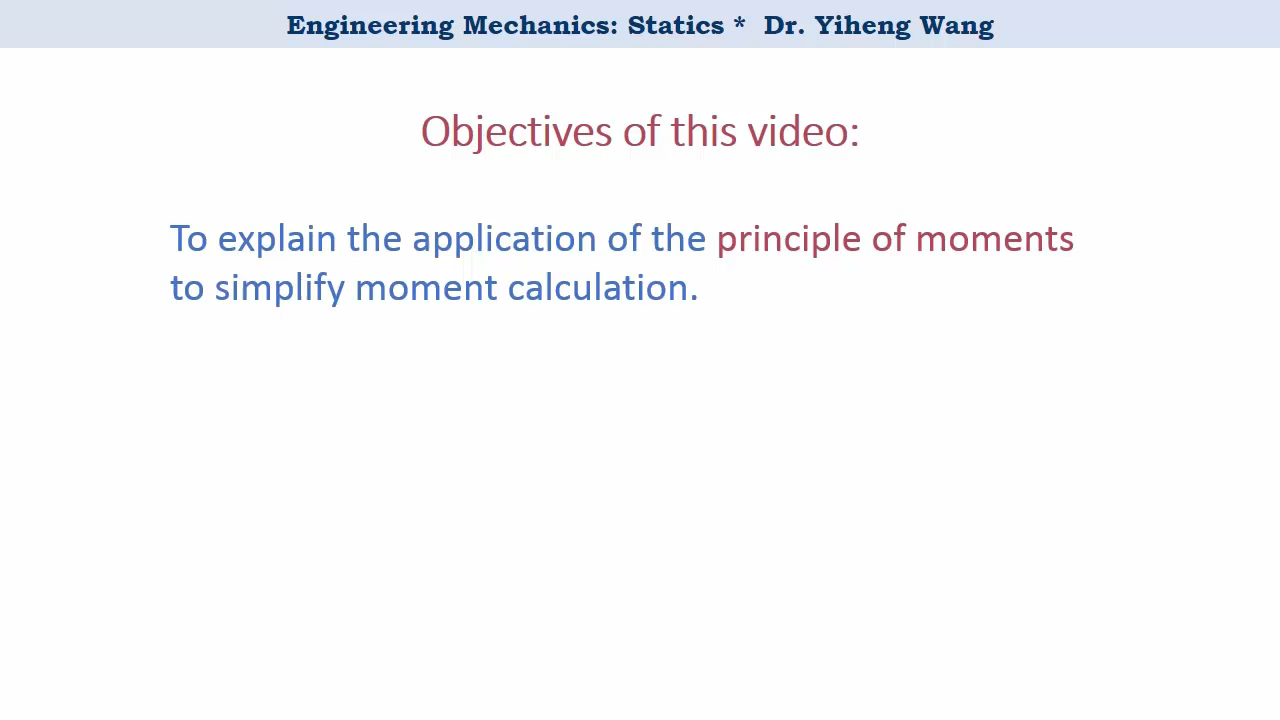 Engineering Mechanics: Statics * Dr. Yiheng Wang
Objectives of this video:
To explain the application of the principle of moments
to simplify moment calculation.